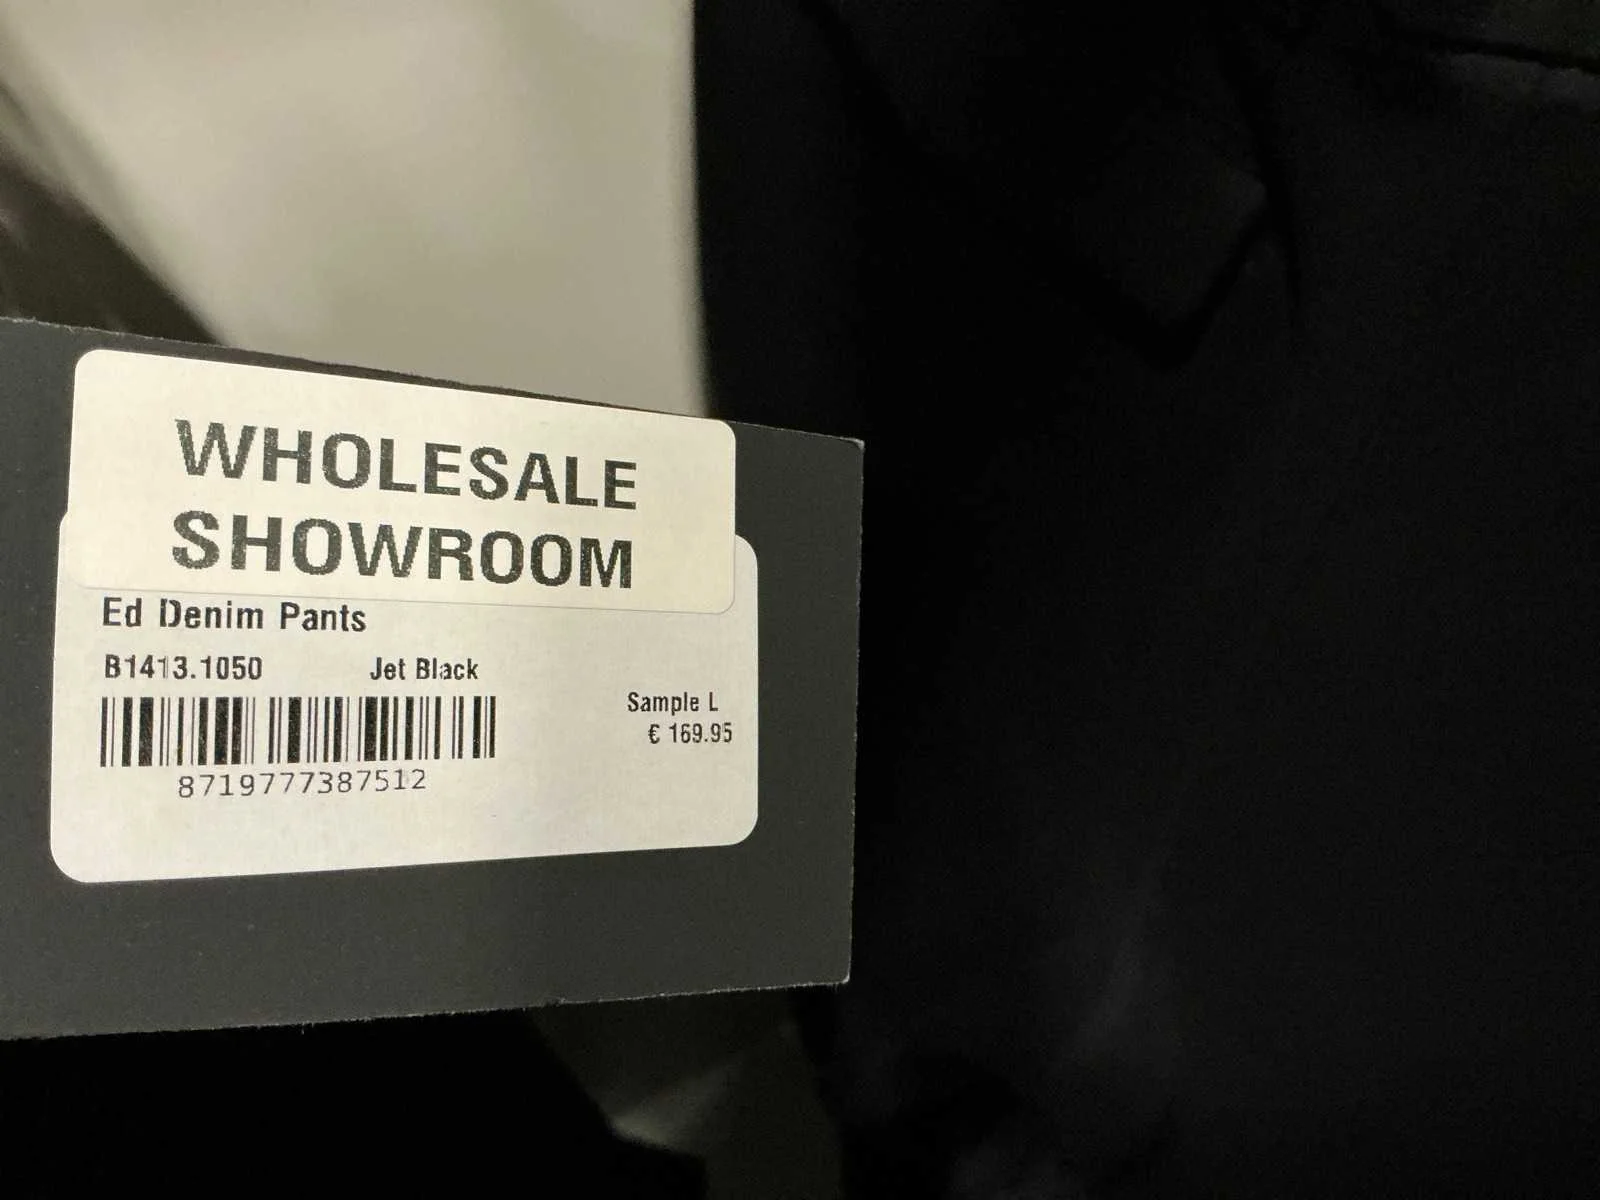 WHOLESALE
SHOWROOM
Ed Denim Pants
B1413.1050 Jet Black
Sample L
€ 169.95
8719777387512